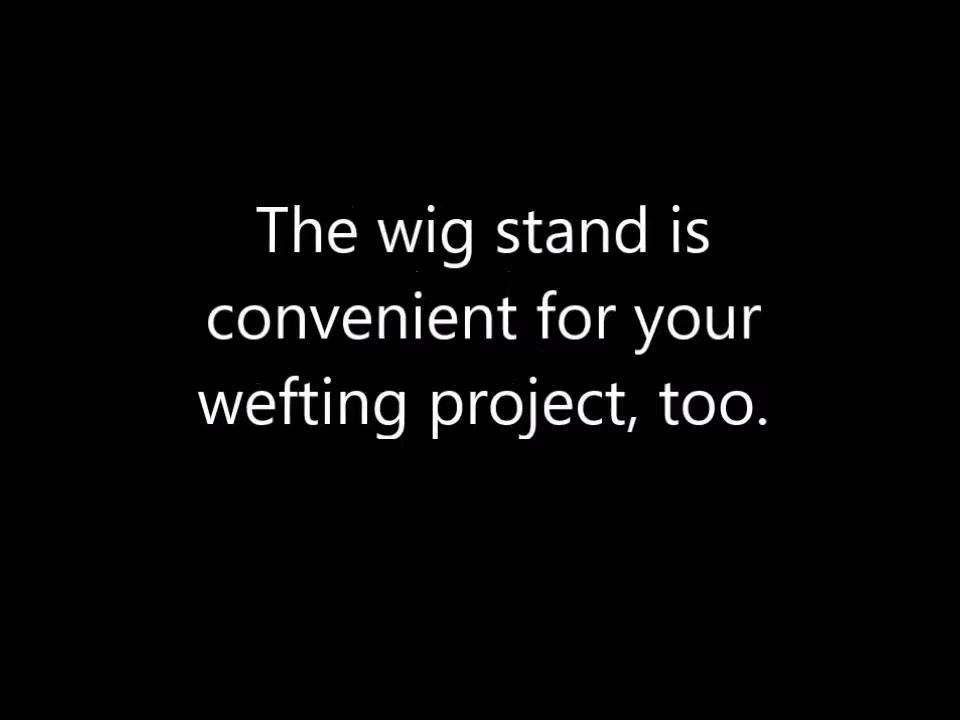 The wig stand is
convenient for your
wefting project, too.